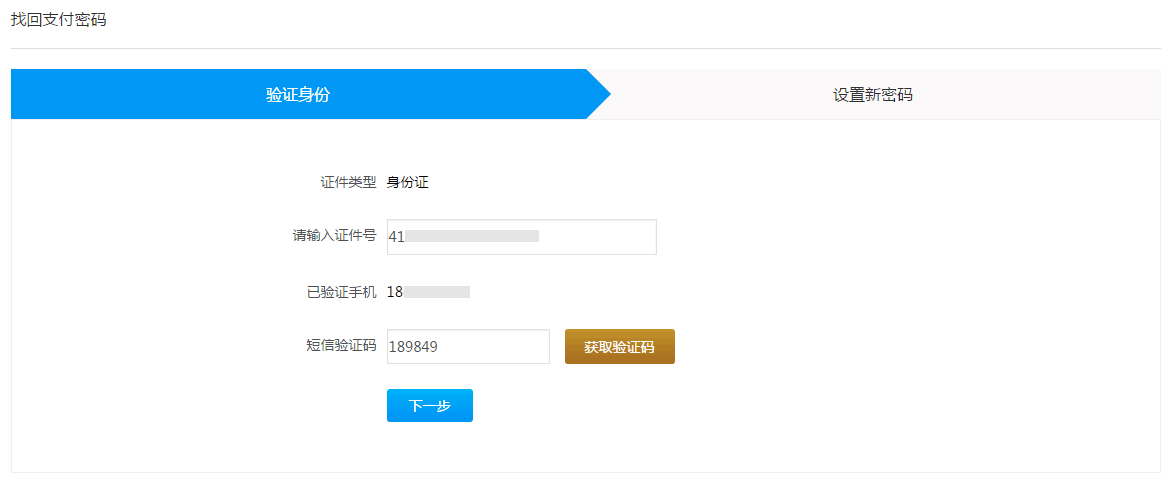 找回支付密码
验证身份 设置新密码
证件类型 身份证
请输入证件号 41
已验证手机 18
短信验证码 189849 获取验证码
下一步